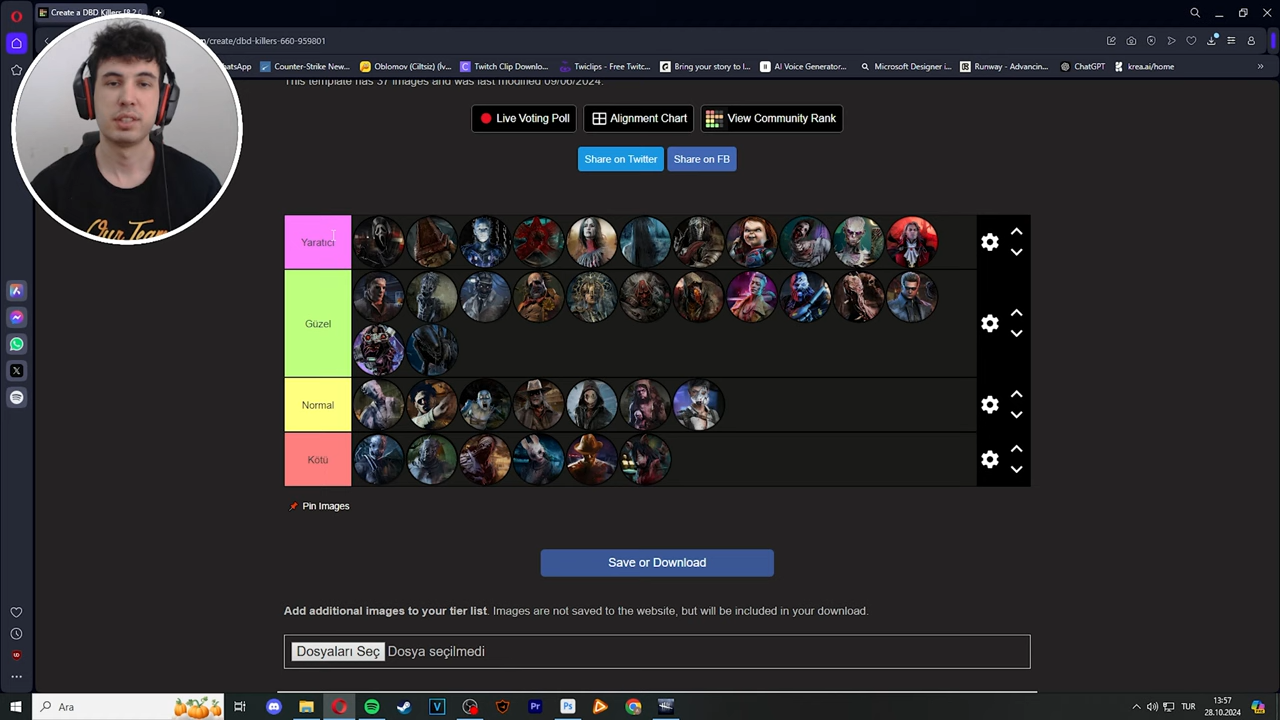 Create a DBD Killers [8.2.
/create/dbd-killers-660-959801
WhatsApp
Counter-Strike New...
Oblomov (Ciltsiz) (Iv...
Twitch Clip Downlo...
Twiclips - Free Twitc...
Bring your story to l...
AI Voice Generator...
Microsoft Designer i...
Runway - Advancin...
ChatGPT
krea.ai/home
This template has 37 images and was last modified 09/06/2024.
Live Voting Poll
Alignment Chart
View Community Rank
Share on Twitter
Share on FB
Our Team
Yaratıcı
Güzel
Normal
Kötü
Pin Images
Save or Download
Add additional images to your tier list. Images are not saved to the website, but will be included in your download.
Dosyaları Seç Dosya seçilmedi
Ara
TUR
13:57
28.10.2024